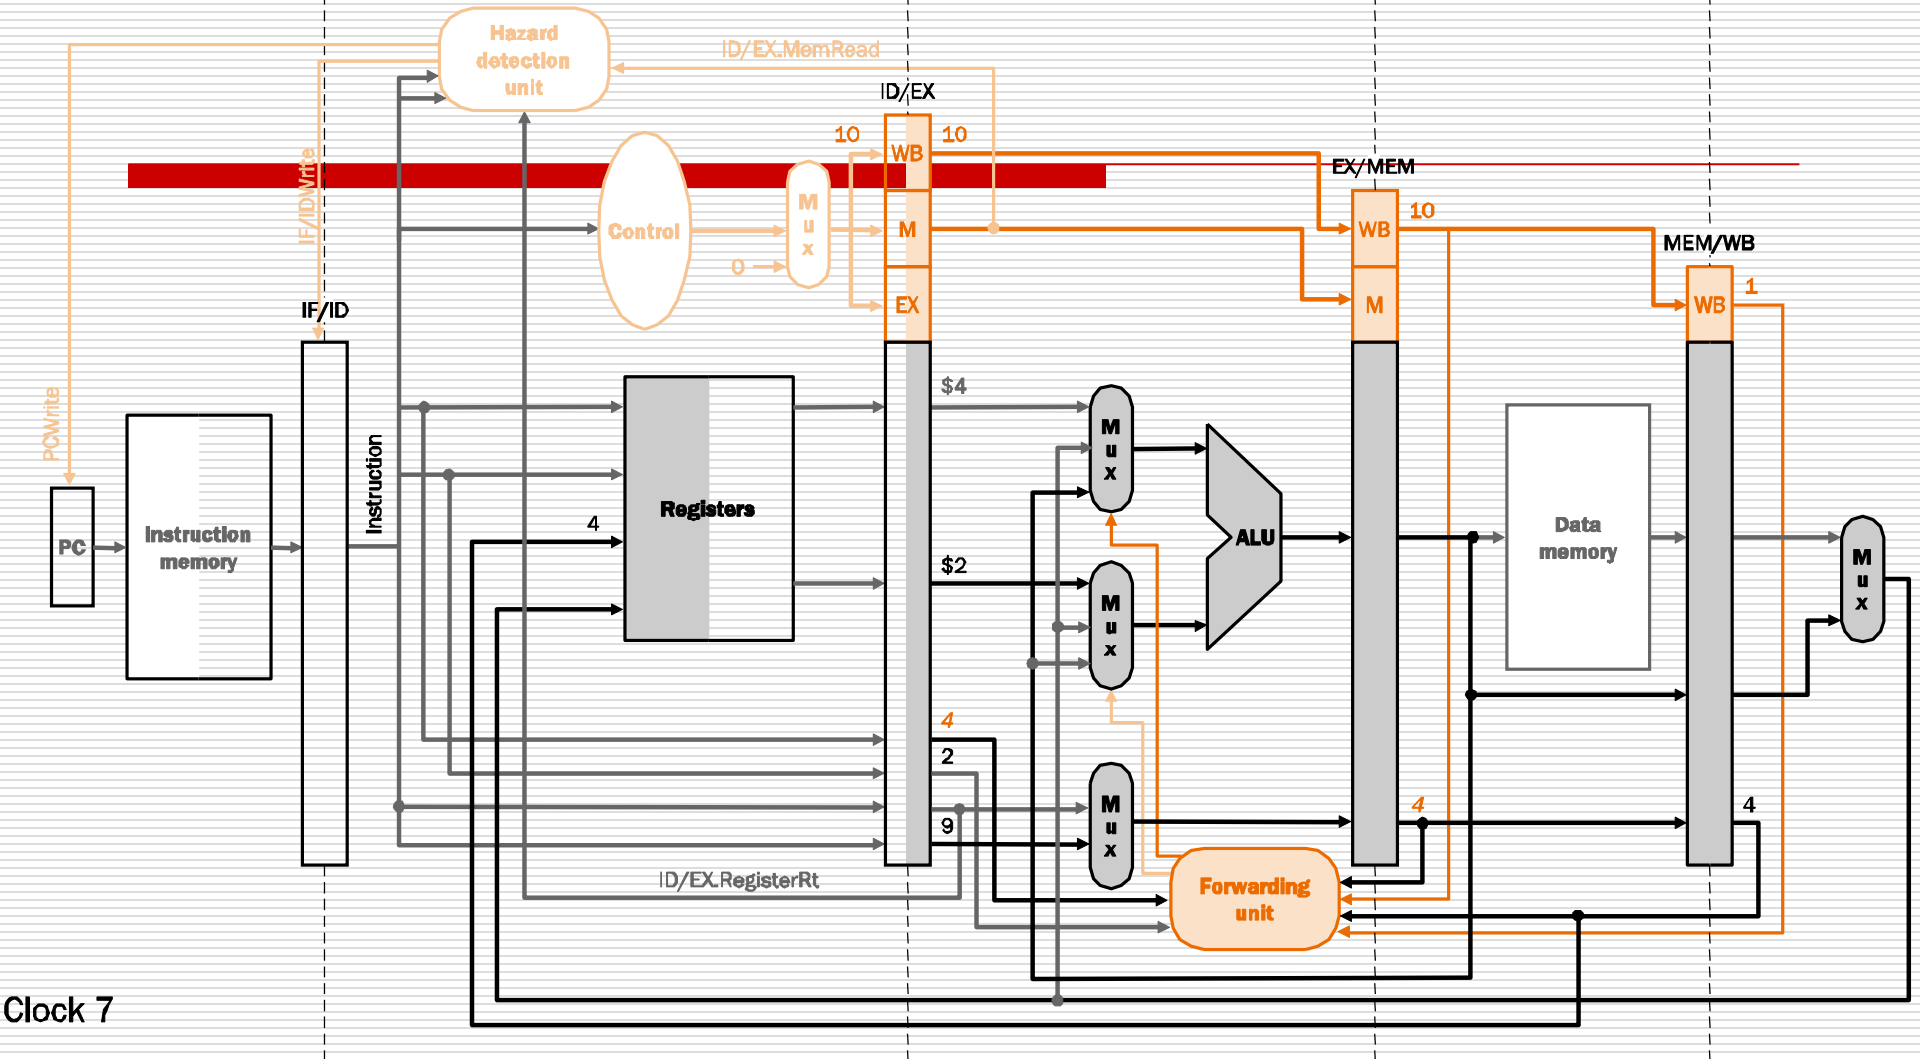 Hazard
detection
unit
ID/EX.MemRead
ID/EX
10
10
WB
IF/IDWrite
EX/MEM
M
u
x
Control
0
M
10
WB
MEM/WB
EX
M
1
WB
IF/ID
PCWrite
$4
Instruction
M
u
x
PC
Instruction
memory
4
Registers
ALU
Data
memory
M
u
x
$2
M
u
x
4
2
9
M
u
x
4
4
ID/EX.RegisterRt
Forwarding
unit
Clock 7